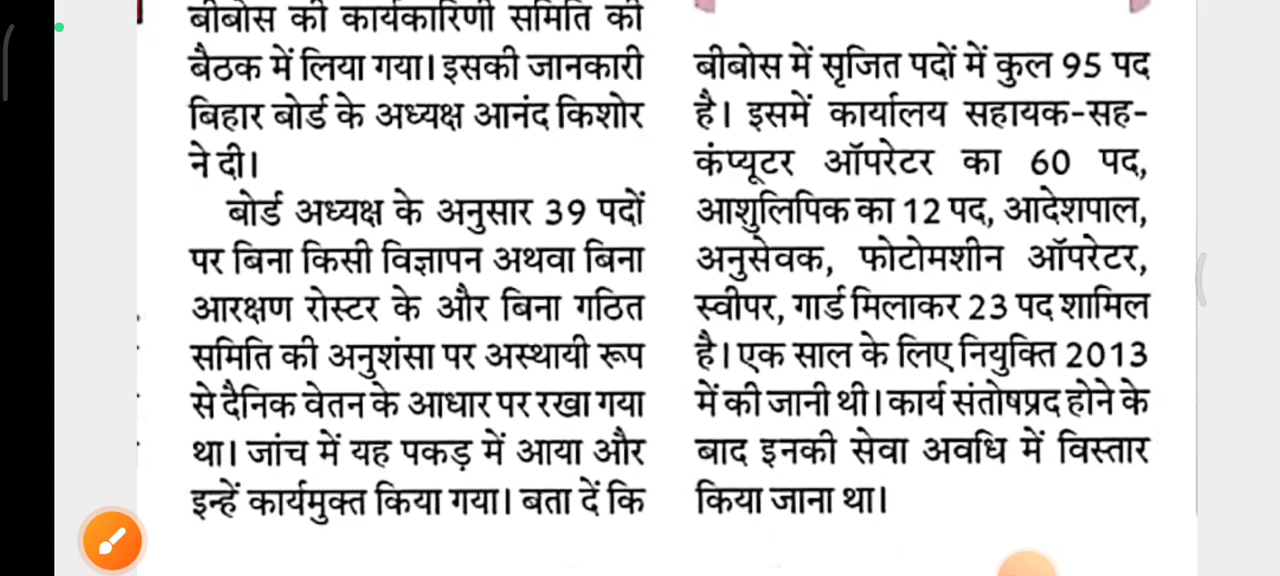 बीबोस की कार्यकारिणी समिति की
बैठक में लिया गया। इसकी जानकारी
बिहार बोर्ड के अध्यक्ष आनंद किशोर
ने दी।
बोर्ड अध्यक्ष के अनुसार 39 पदों
पर बिना किसी विज्ञापन अथवा बिना
आरक्षण रोस्टर के और बिना गठित
समिति की अनुशंसा पर अस्थायी रूप
से दैनिक वेतन के आधार पर रखा गया
था। जांच में यह पकड़ में आया और
इन्हें कार्यमुक्त किया गया। बता दें कि
बीबोस में सृजित पदों में कुल 95 पद
है। इसमें कार्यालय सहायक-सह-
कंप्यूटर ऑपरेटर का 60 पद,
आशुलिपिक का 12 पद, आदेशपाल,
अनुसेवक, फोटोमशीन ऑपरेटर,
स्वीपर, गार्ड मिलाकर 23 पद शामिल
है। एक साल के लिए नियुक्ति 2013
में की जानी थी। कार्य संतोषप्रद होने के
बाद इनकी सेवा अवधि में विस्तार
किया जाना था।